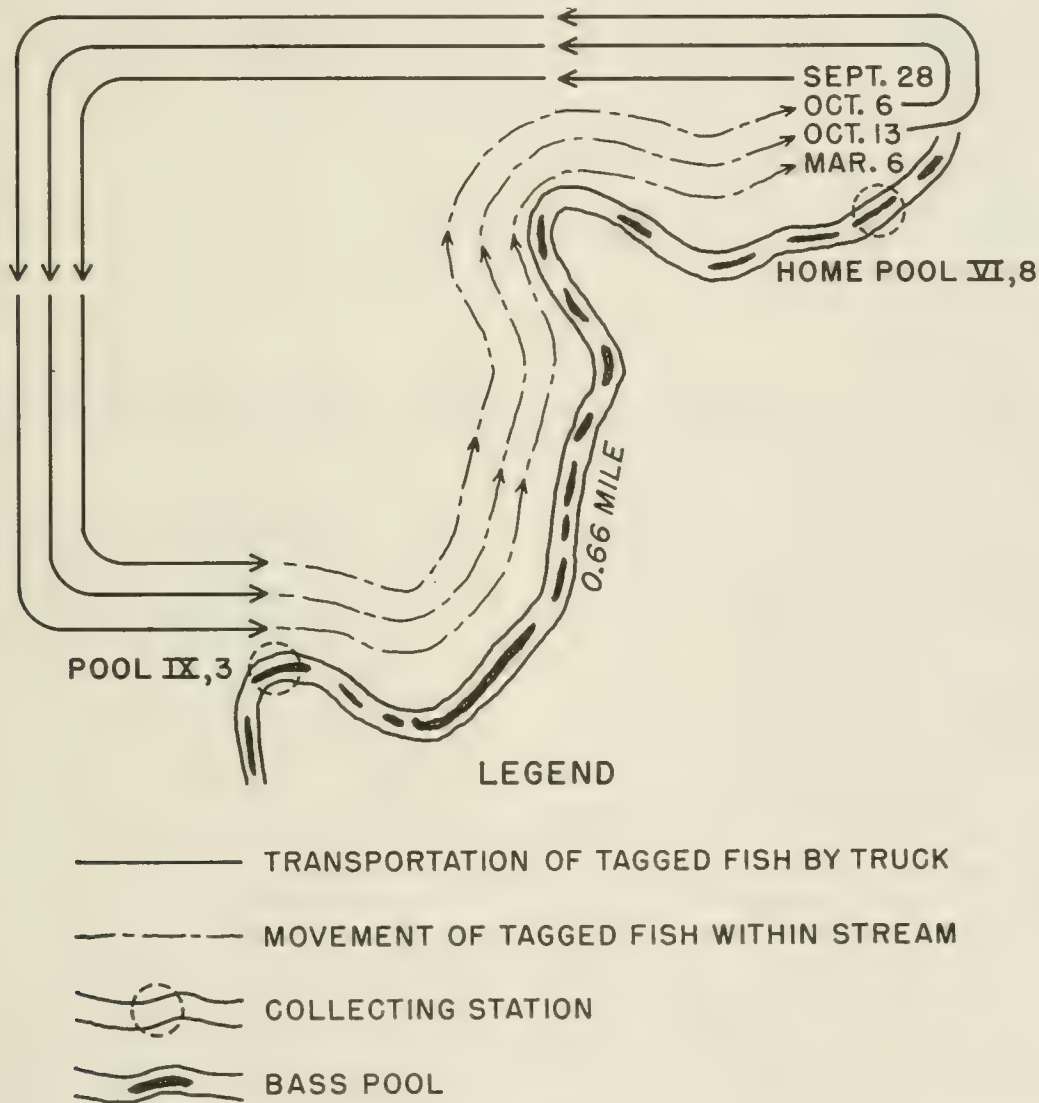 SEPT. 28
OCT. 6
OCT. 13
MAR. 6
HOME POOL VI,8
0.66 MILE
POOL IX,3
LEGEND
TRANSPORTATION OF TAGGED FISH BY TRUCK
MOVEMENT OF TAGGED FISH WITHIN STREAM
COLLECTING STATION
BASS POOL